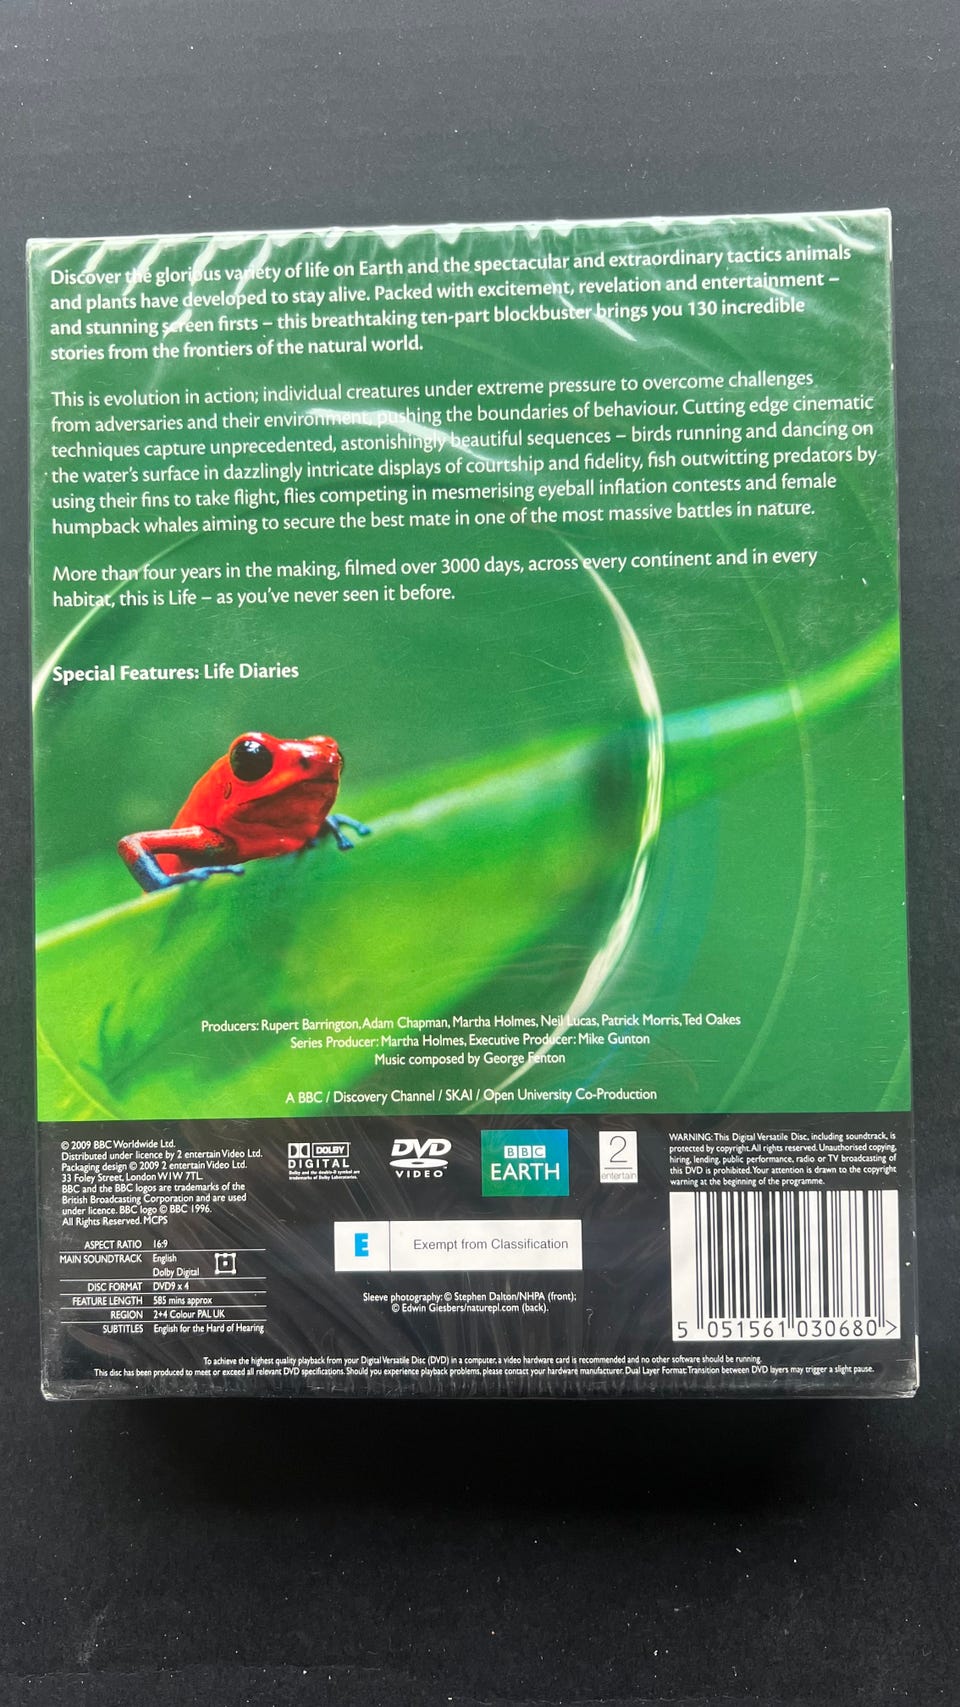 Discover the glorious variety of life on Earth and the spectacular and extraordinary tactics animals
and plants have developed to stay alive. Packed with excitement, revelation and entertainment –
and stunning screen firsts – this breathtaking ten-part blockbuster brings you 130 incredible
stories from the frontiers of the natural world.
This is evolution in action; individual creatures under extreme pressure to overcome challenges
from adversaries and their environment, pushing the boundaries of behaviour. Cutting edge cinematic
techniques capture unprecedented, astonishingly beautiful sequences – birds running and dancing on
the water's surface in dazzlingly intricate displays of courtship and fidelity, fish outwitting predators by
using their fins to take flight, flies competing in mesmerising eyeball inflation contests and female
humpback whales aiming to secure the best mate in one of the most massive battles in nature.
More than four years in the making, filmed over 3000 days, across every continent and in every
habitat, this is Life – as you've never seen it before.
Special Features: Life Diaries
Producers: Rupert Barrington, Adam Chapman, Martha Holmes, Neil Lucas, Patrick Morris, Ted Oakes
Series Producer: Martha Holmes, Executive Producer: Mike Gunton
Music composed by George Fenton
A BBC / Discovery Channel / SKAI / Open University Co-Production
© 2009 BBC Worldwide Ltd.
Distributed under licence by 2 entertain Video Ltd.
Packaging design © 2009 2 entertain Video Ltd.
33 Foley Street, London W1W 7TL
BBC and the BBC logos are trademarks of the
British Broadcasting Corporation and are used
under licence. BBC logo © BBC 1996.
All Rights Reserved. MCPS
DOLBY
DIGITAL
Dolby and the double-D symbol are
trademarks of Dolby Laboratories.
DVD
VIDEO
BBC
EARTH
2
entertain
WARNING: This Digital Versatile Disc, including soundtrack, is
protected by copyright. All rights reserved. Unauthorised copying,
hiring, lending, public performance, radio or TV broadcasting of
this DVD is prohibited. Your attention is drawn to the copyright
warning at the beginning of the programme.
ASPECT RATIO 16:9
MAIN SOUNDTRACK English
Dolby Digital
DISC FORMAT DVD9 x 4
FEATURE LENGTH 585 mins approx
REGION 2+4 Colour PAL UK
SUBTITLES English for the Hard of Hearing
E Exempt from Classification
Sleeve photography: © Stephen Dalton/NHPA (front);
© Edwin Giesbers/naturepl.com (back).
5 051561 030680 >
To achieve the highest quality playback from your Digital Versatile Disc (DVD) in a computer, a video hardware card is recommended and no other software should be running.
This disc has been produced to meet or exceed all relevant DVD specifications. Should you experience playback problems, please contact your hardware manufacturer. Dual Layer Format: Transition between DVD layers may trigger a slight pause.